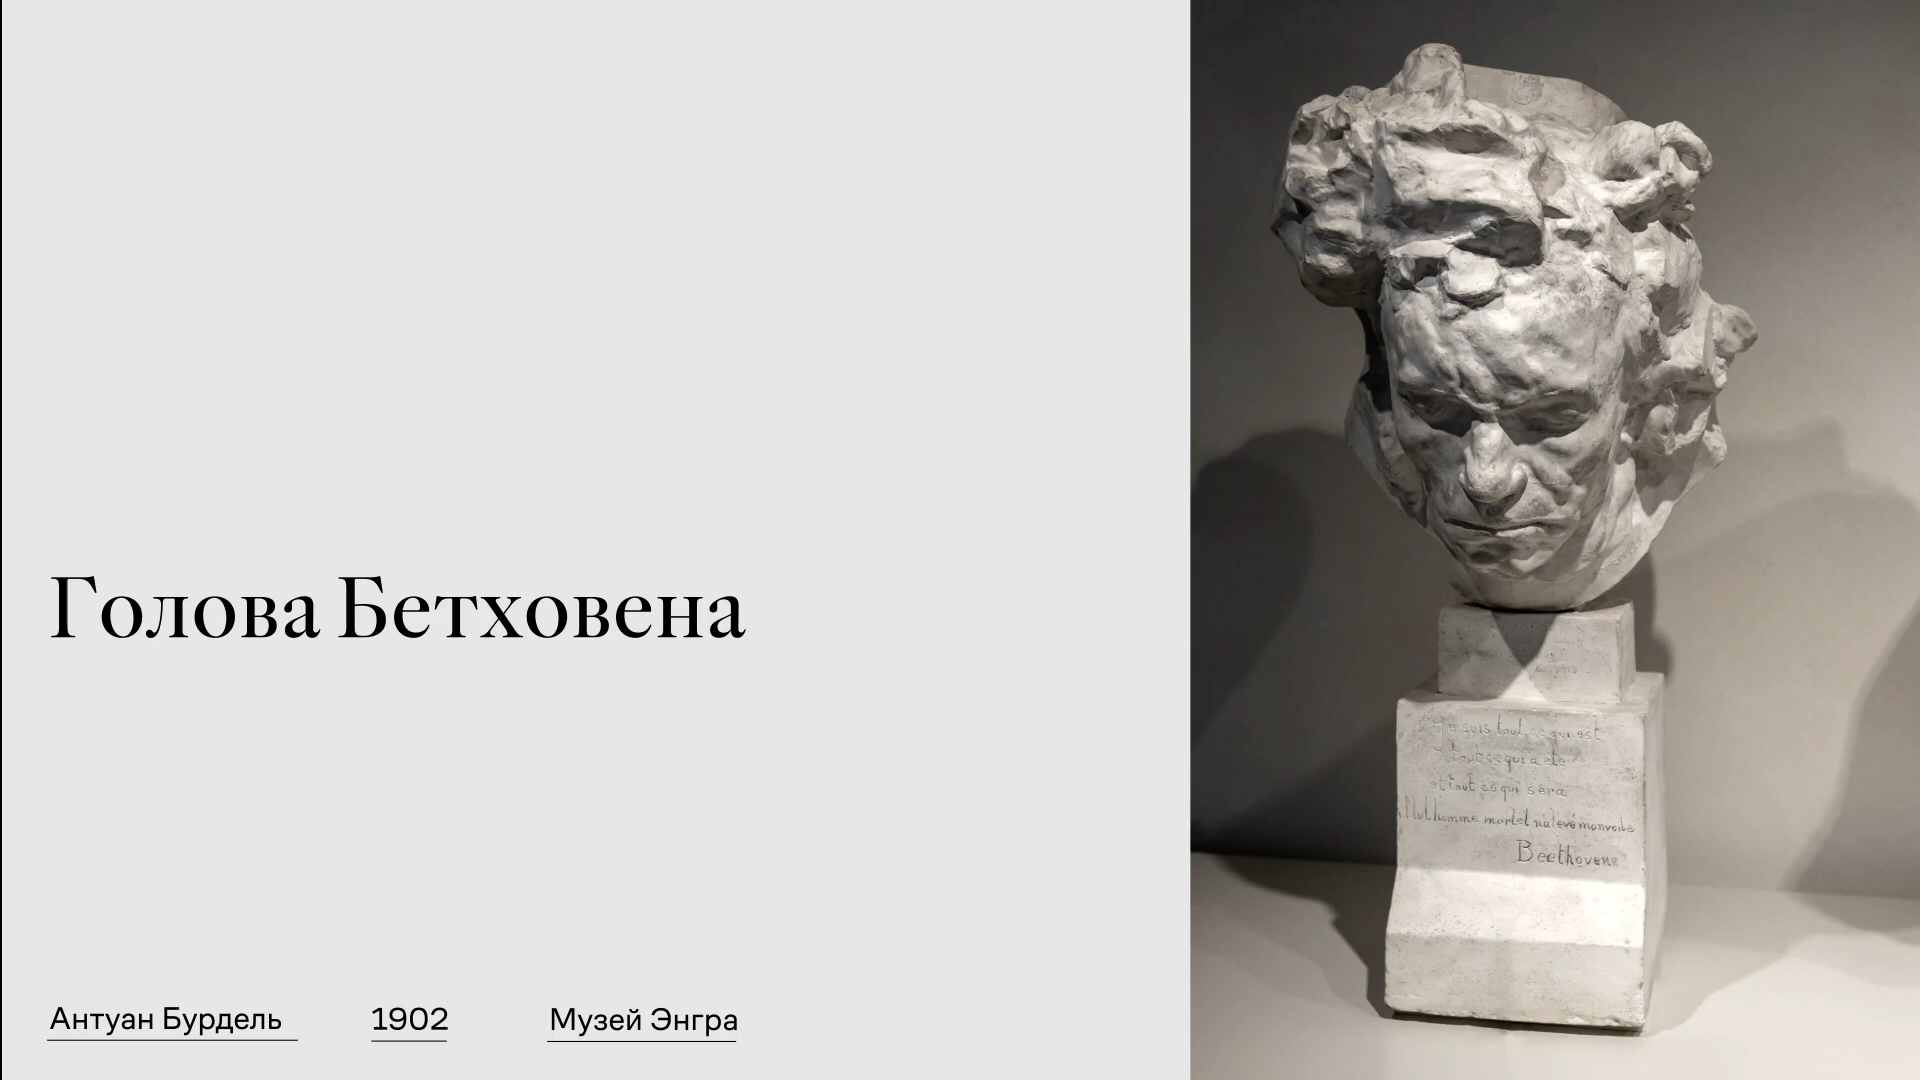 Голова Бетховена
Антуан Бурдель
1902
Музей Энгра
Je suis tout ce qui est
tout ce qui a été
et tout ce qui sera
Nul homme mortel n'a levé mon voile
Beethoven